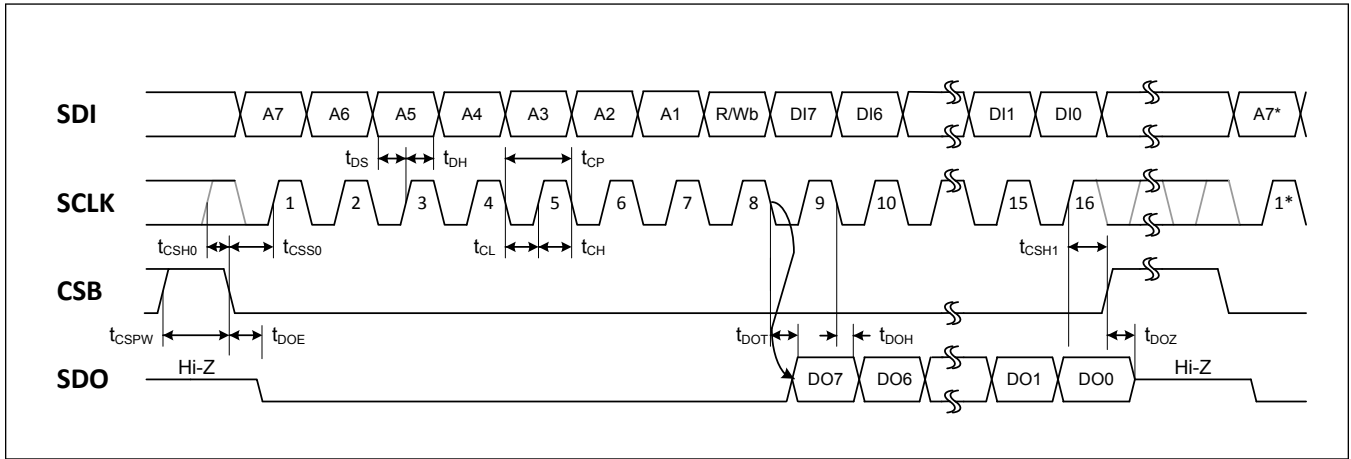 SDI A7 A6 A5 A4 A3 A2 A1 R/Wb DI7 DI6 DI1 DI0 A7*
tDS tDH tCP
SCLK 1 2 3 4 5 6 7 8 9 10 15 16 1*
tCSH0 tCSS0 tCL tCH tCSH1
CSB
tCSPW tDOE tDOT tDOH tDOZ
SDO Hi-Z DO7 DO6 DO1 DO0 Hi-Z